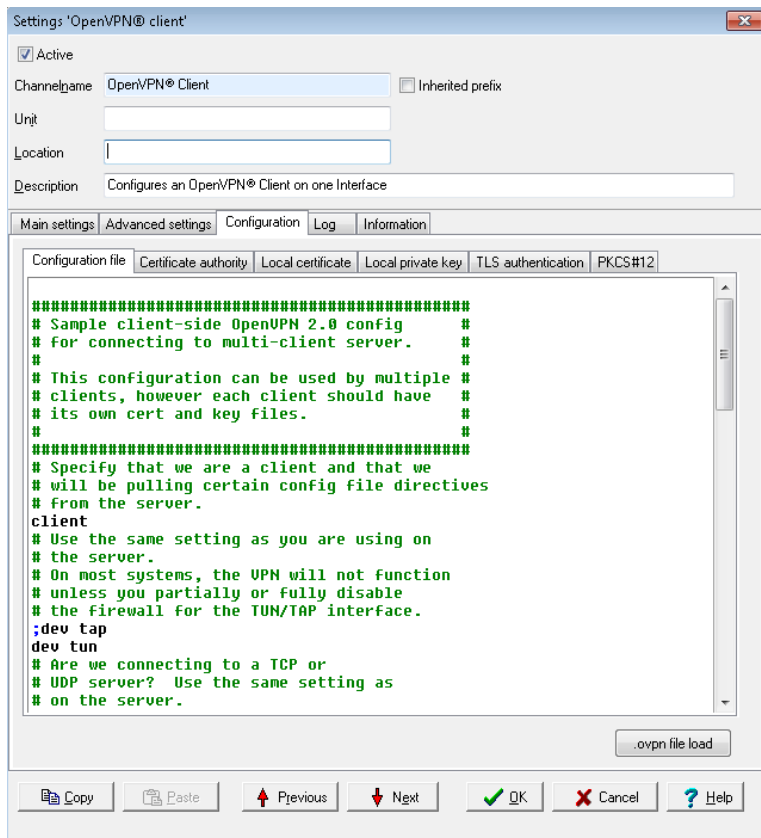 Settings 'OpenVPN® client'
Active
Channelname OpenVPN® Client Inherited prefix
Unit
Location
Description Configures an OpenVPN® Client on one Interface
Main settings Advanced settings Configuration Log Information
Configuration file Certificate authority Local certificate Local private key TLS authentication PKCS#12
##############################################
# Sample client-side OpenVPN 2.0 config      #
# for connecting to multi-client server.     #
#                                            #
# This configuration can be used by multiple #
# clients, however each client should have   #
# its own cert and key files.                #
#                                            #
##############################################
# Specify that we are a client and that we
# will be pulling certain config file directives
# from the server.
client
# Use the same setting as you are using on
# the server.
# On most systems, the VPN will not function
# unless you partially or fully disable
# the firewall for the TUN/TAP interface.
;dev tap
dev tun
# Are we connecting to a TCP or
# UDP server?  Use the same setting as
# on the server.
.ovpn file load
Copy Paste Previous Next OK Cancel Help